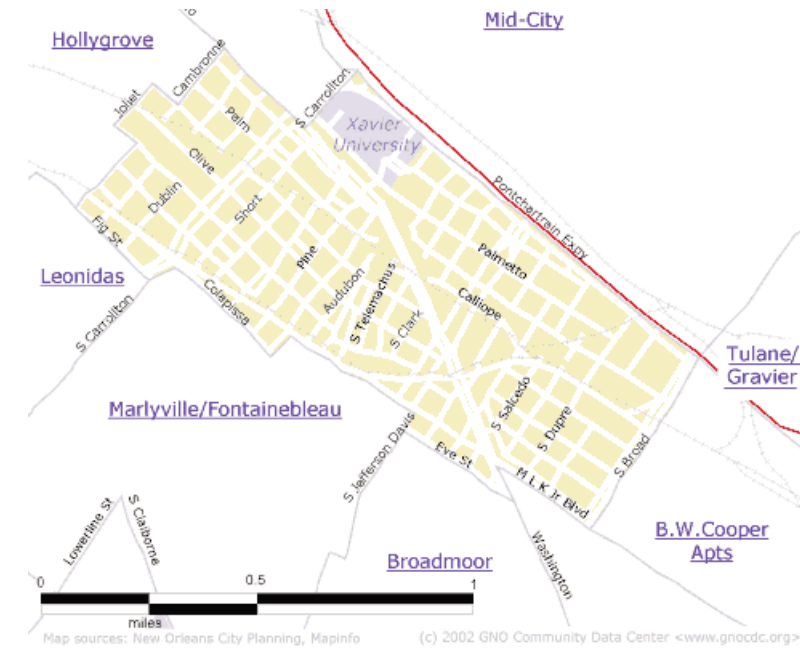 Mid-City
Hollygrove
Cambronne
S Carrollton
Joliet
Palm
Xavier
University
Olive
Dublin
Short
Pontchartrain Expy
Fig St
Pine
Palmetto
Leonidas
Audubon
S Telemachus
Calliope
Colapissa
S Carrollton
S Clark
Tulane/
Gravier
Marlyville/Fontainebleau
S Salcedo
S Dupre
S Jefferson Davis
Eve St
S Broad
M L K Jr Blvd
Lowerline St
S Claiborne
B.W.Cooper
Apts
Washington
Broadmoor
0 0.5 1
miles
Map sources: New Orleans City Planning, Mapinfo (c) 2002 GNO Community Data Center <www.gnocdc.org>